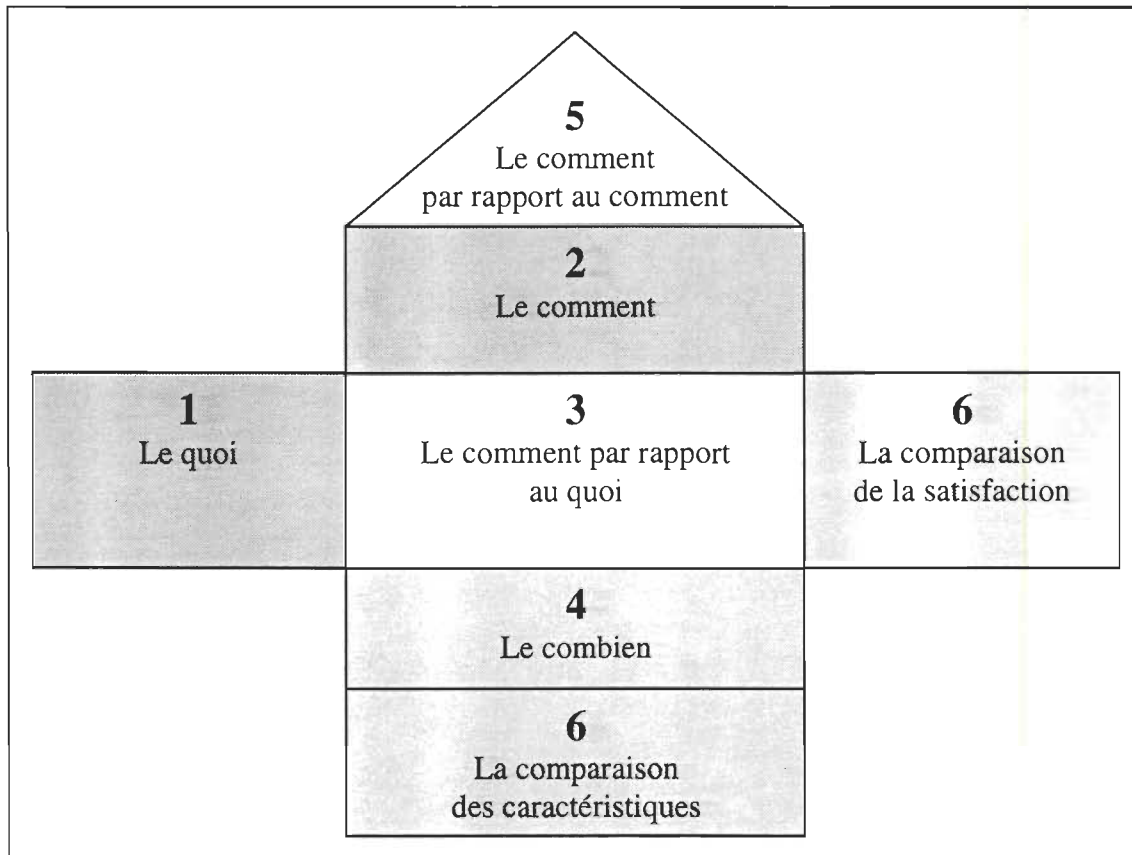 5
Le comment
par rapport au comment
2
Le comment
1
Le quoi
3
Le comment par rapport
au quoi
6
La comparaison
de la satisfaction
4
Le combien
6
La comparaison
des caractéristiques